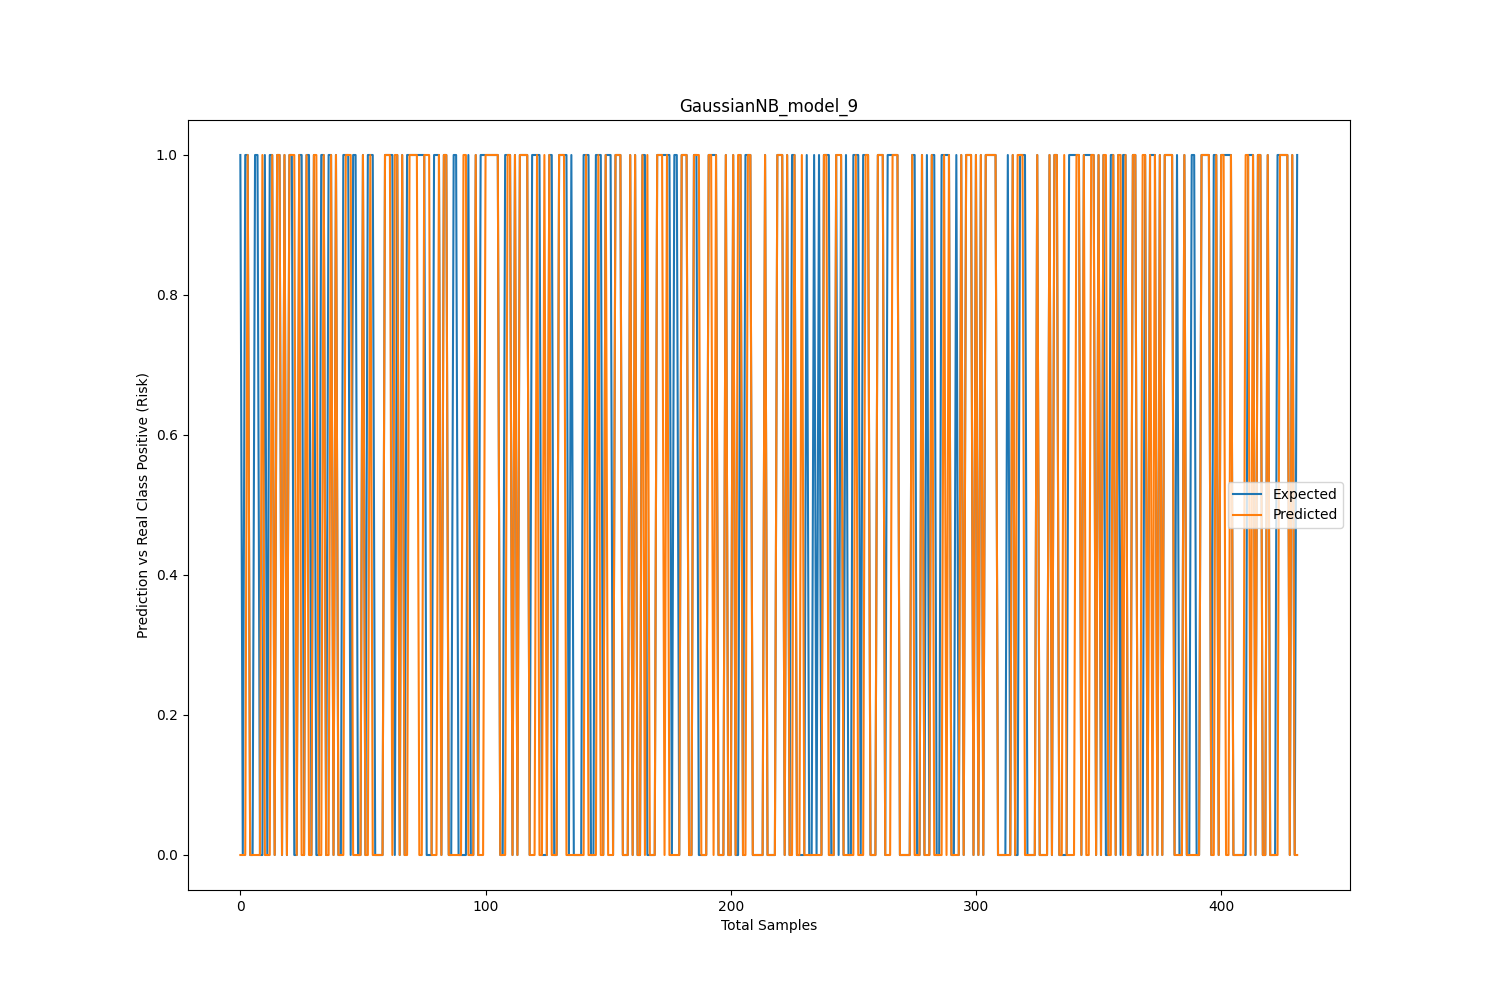 GaussianNB_model_9
1.0
0.8
0.6
0.4
0.2
0.0
Prediction vs Real Class Positive (Risk)
Expected
Predicted
0 100 200 300 400
Total Samples